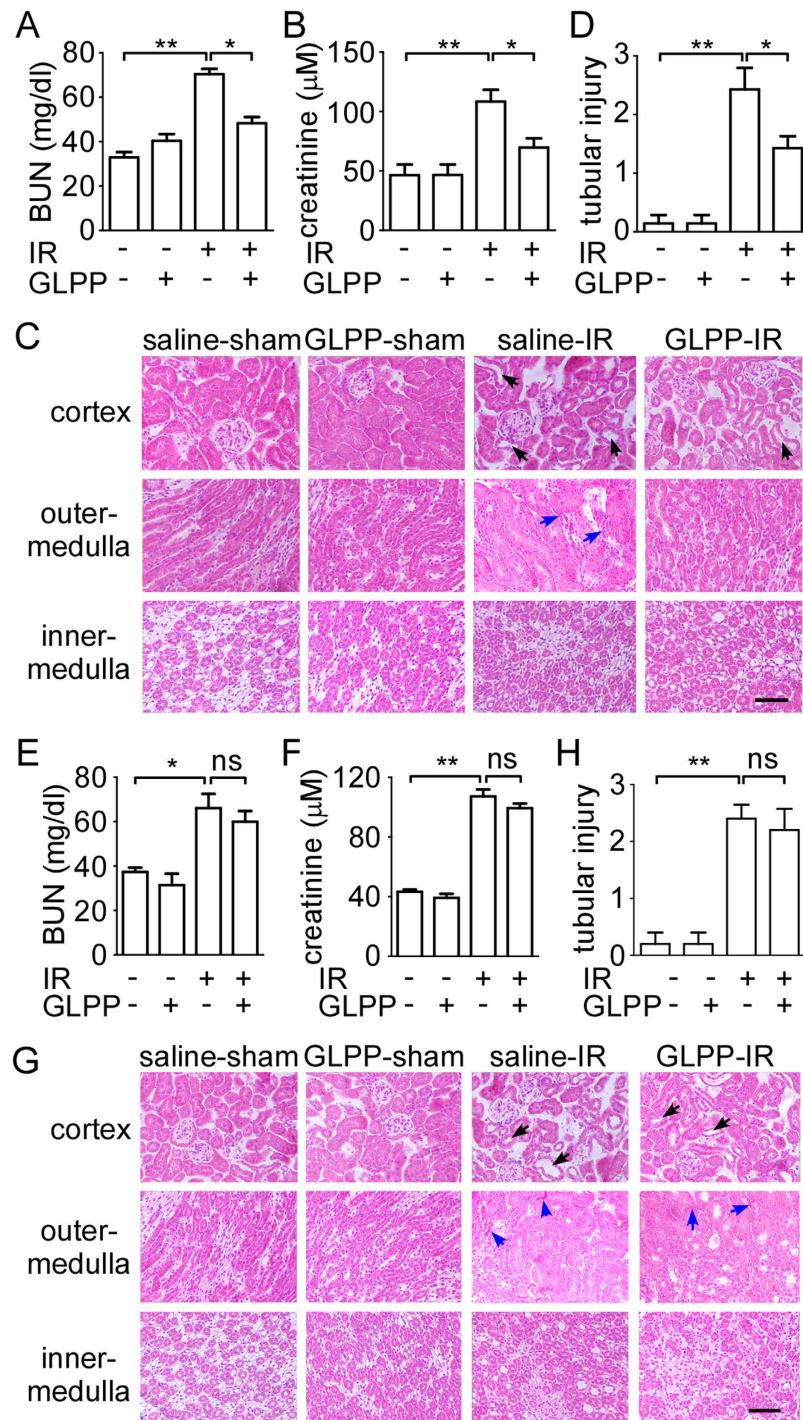 A
BUN (mg/dl)
80
60
40
20
0
** *
IR - - + +
GLPP - + - +
B
creatinine (μM)
150
100
50
0
** *
IR - - + +
GLPP - + - +
D
tubular injury
3
2
1
0
** *
IR - - + +
GLPP - + - +
C
saline-sham GLPP-sham saline-IR GLPP-IR
cortex
outer-
medulla
inner-
medulla
E
BUN (mg/dl)
80
60
40
20
0
* ns
IR - - + +
GLPP - + - +
F
creatinine (μM)
120
80
40
0
** ns
IR - - + +
GLPP - + - +
H
tubular injury
3
2
1
0
** ns
IR - - + +
GLPP - + - +
G
saline-sham GLPP-sham saline-IR GLPP-IR
cortex
outer-
medulla
inner-
medulla